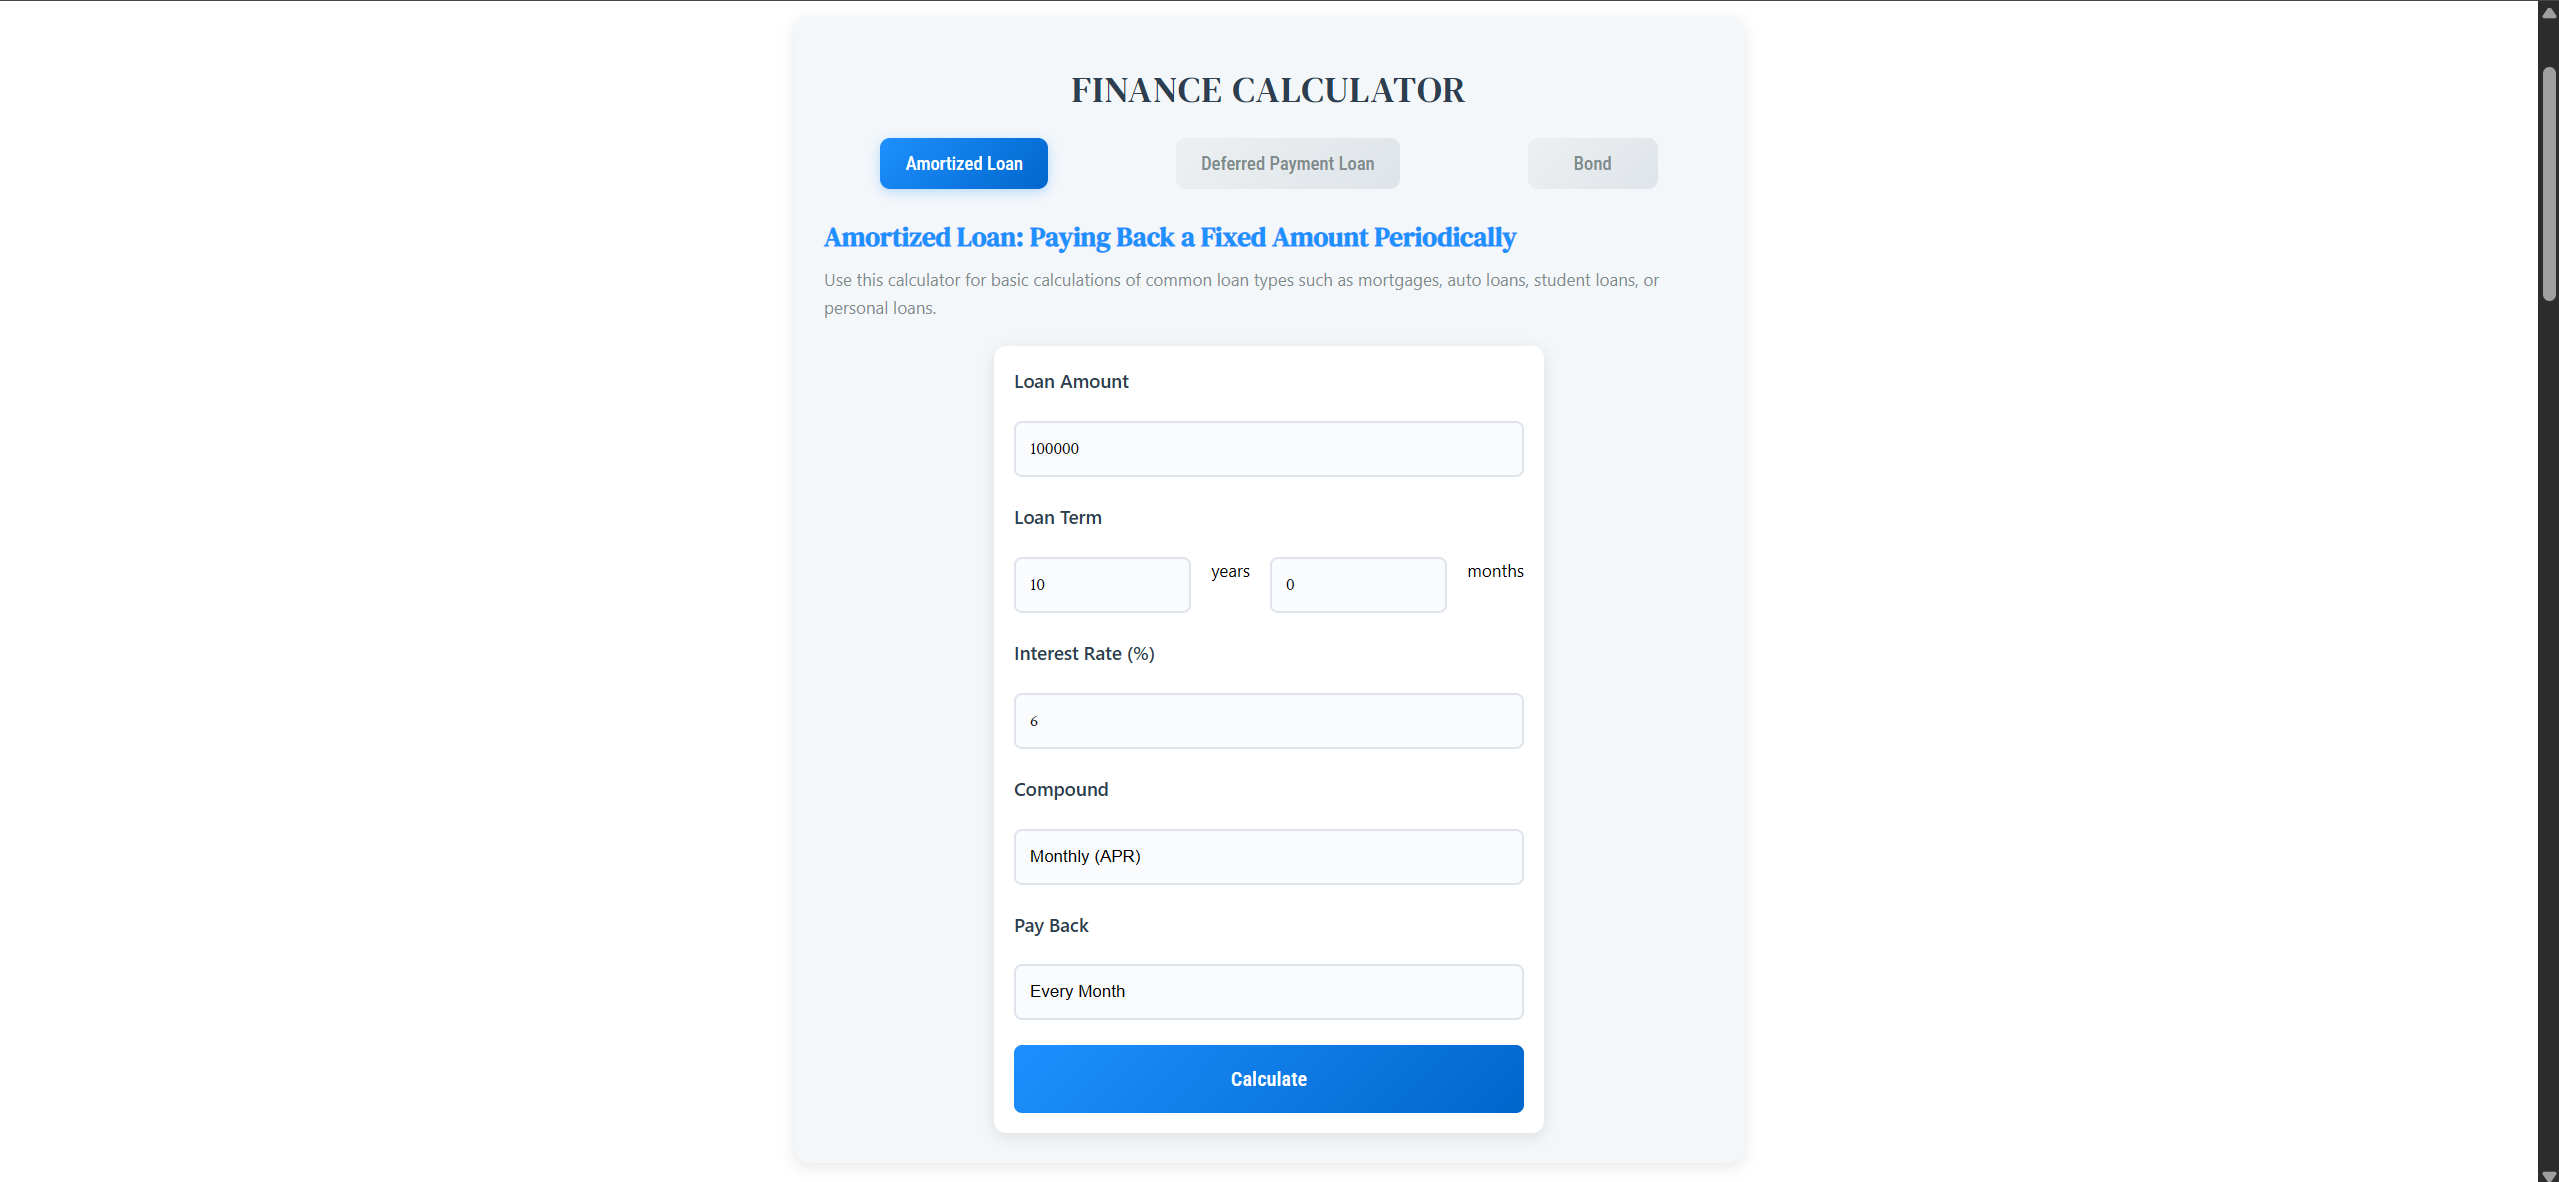 FINANCE CALCULATOR
Amortized Loan
Deferred Payment Loan
Bond
Amortized Loan: Paying Back a Fixed Amount Periodically
Use this calculator for basic calculations of common loan types such as mortgages, auto loans, student loans, or
personal loans.
Loan Amount
100000
Loan Term
10 years 0 months
Interest Rate (%)
6
Compound
Monthly (APR)
Pay Back
Every Month
Calculate